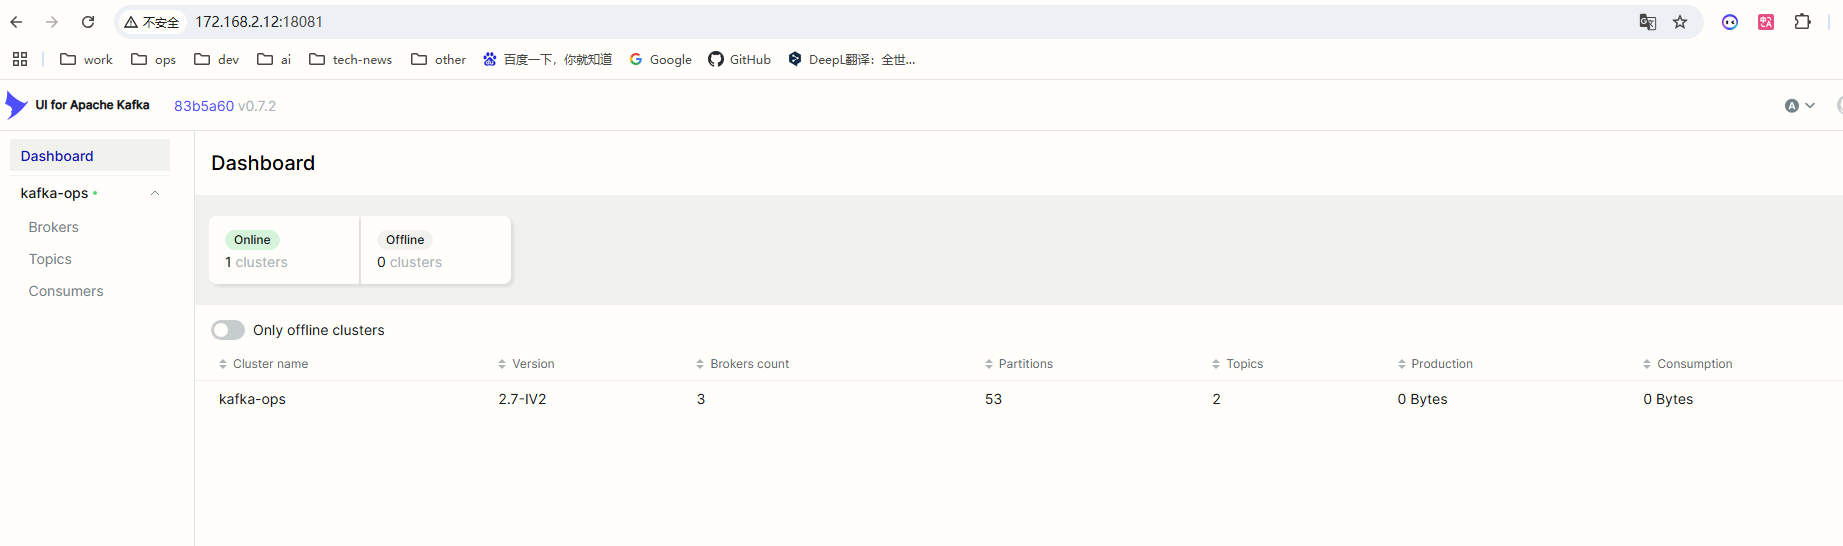 不安全 172.168.2.12:18081
work ops dev ai tech-news other 百度一下，你就知道 Google GitHub DeepL翻译：全世...
UI for Apache Kafka 83b5a60 v0.7.2 A
Dashboard
kafka-ops
Brokers
Topics
Consumers
Dashboard
Online Offline
1 clusters 0 clusters
Only offline clusters
Cluster name Version Brokers count Partitions Topics Production Consumption
kafka-ops 2.7-IV2 3 53 2 0 Bytes 0 Bytes